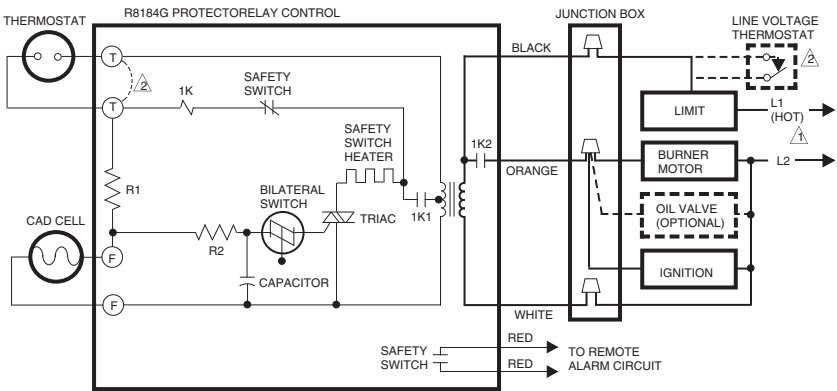 R8184G PROTECTORELAY CONTROL
JUNCTION BOX
THERMOSTAT
LINE VOLTAGE
THERMOSTAT
BLACK
T
2
2
SAFETY
SWITCH
1K
T
LIMIT
L1
(HOT)
1
SAFETY
SWITCH
HEATER
1K2
ORANGE
BURNER
MOTOR
L2
R1
BILATERAL
SWITCH
TRIAC
1K1
OIL VALVE
(OPTIONAL)
CAD CELL
R2
F
CAPACITOR
IGNITION
F
WHITE
RED
SAFETY
SWITCH
TO REMOTE
ALARM CIRCUIT
RED